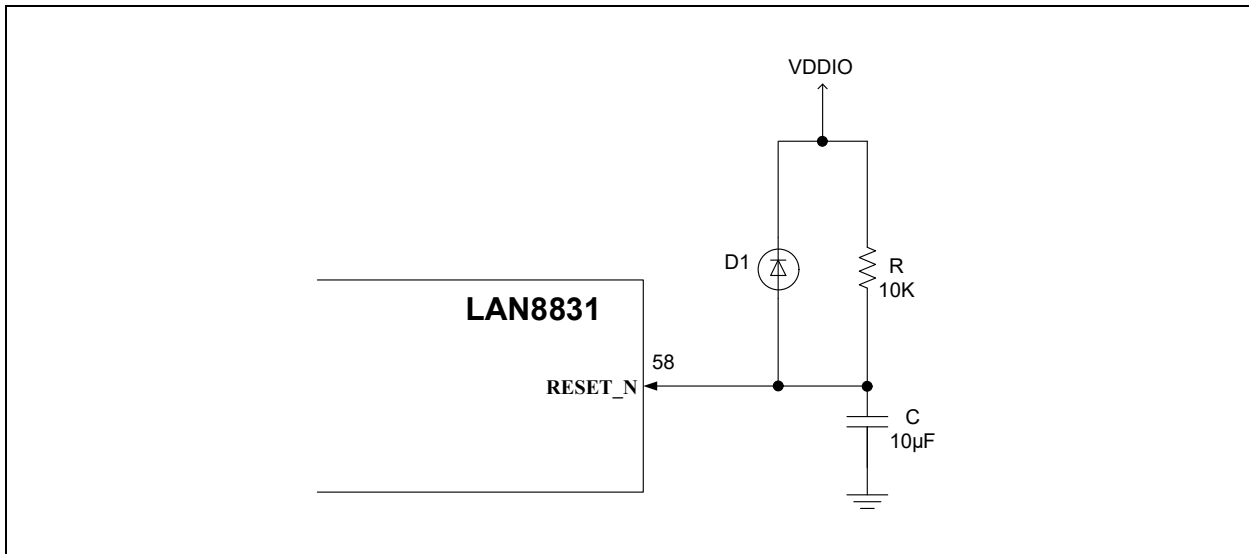 VDDIO
D1
R
10K
LAN8831
58
RESET_N
C
10µF